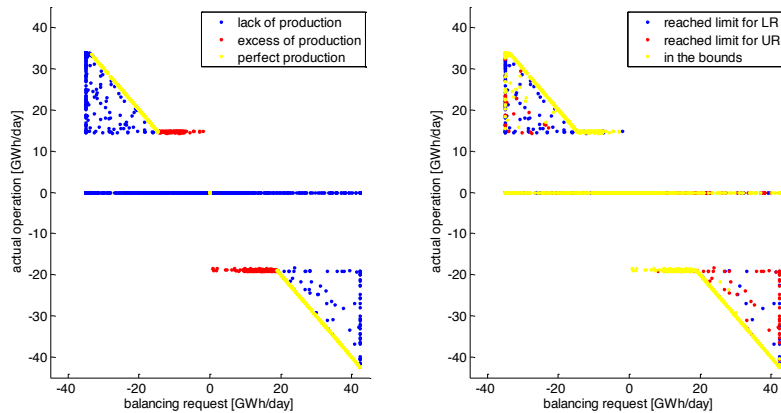 lack of production
excess of production
perfect production
40
30
20
10
0
-10
-20
-30
-40
actual operation [GWh/day]
-40
-20
0
20
40
balancing request [GWh/day]
reached limit for LR
reached limit for UR
in the bounds
40
30
20
10
0
-10
-20
-30
-40
actual operation [GWh/day]
-40
-20
0
20
40
balancing request [GWh/day]